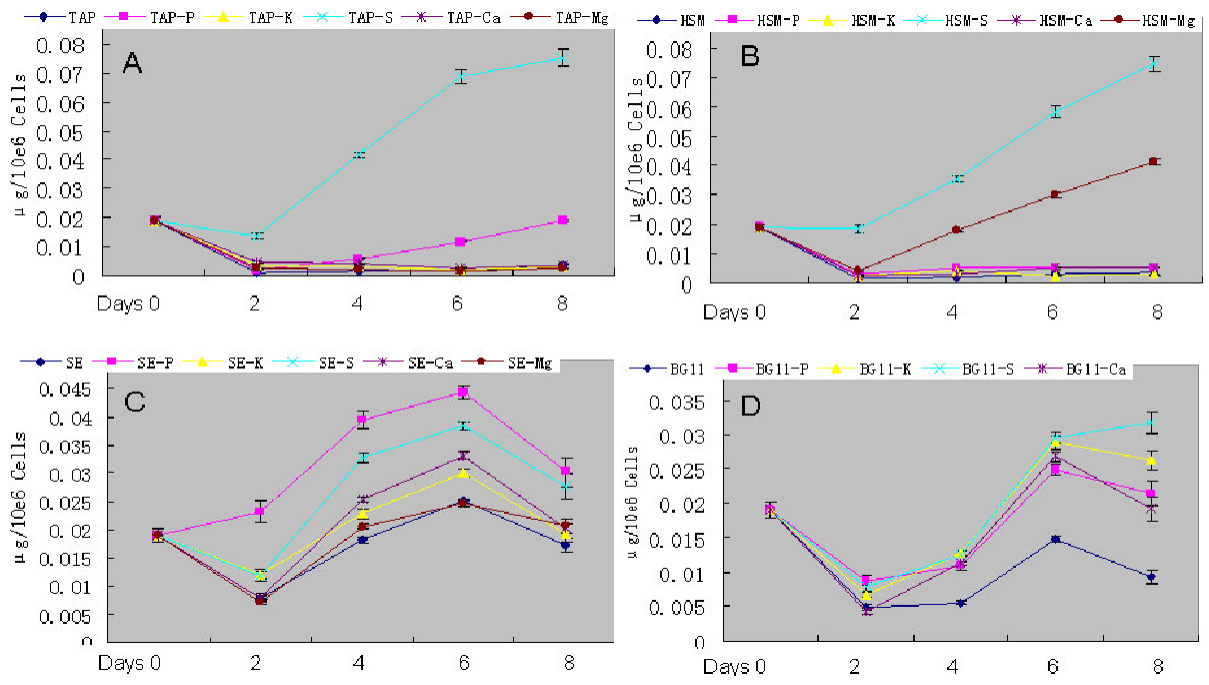 TAP TAP-P TAP-K TAP-S TAP-Ca TAP-Mg
A
0.08
0.07
0.06
0.05
0.04
0.03
0.02
0.01
0
μg/10e6 Cells
Days 0 2 4 6 8
HSM HSM-P HSM-K HSM-S HSM-Ca HSM-Mg
B
0.08
0.07
0.06
0.05
0.04
0.03
0.02
0.01
0
μg/10e6 Cells
Days 0 2 4 6 8
SE SE-P SE-K SE-S SE-Ca SE-Mg
C
0.045
0.04
0.035
0.03
0.025
0.02
0.015
0.01
0.005
0
μg/10e6 Cells
Days 0 2 4 6 8
BG11 BG11-P BG11-K BG11-S BG11-Ca
D
0.035
0.03
0.025
0.02
0.015
0.01
0.005
0
μg/10e6 Cells
Days 0 2 4 6 8